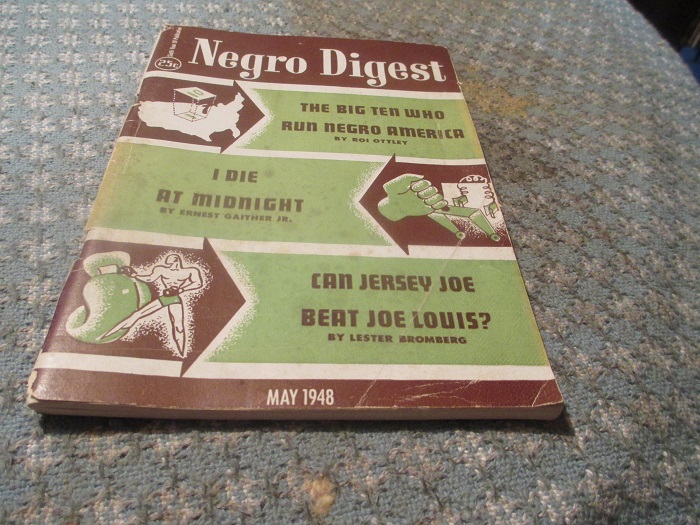 25¢
Negro Digest
THE BIG TEN WHO
RUN NEGRO AMERICA
BY ROI OTTLEY
I DIE
AT MIDNIGHT
BY ERNEST GAITHER JR.
CAN JERSEY JOE
BEAT JOE LOUIS?
BY LESTER BROMBERG
MAY 1948